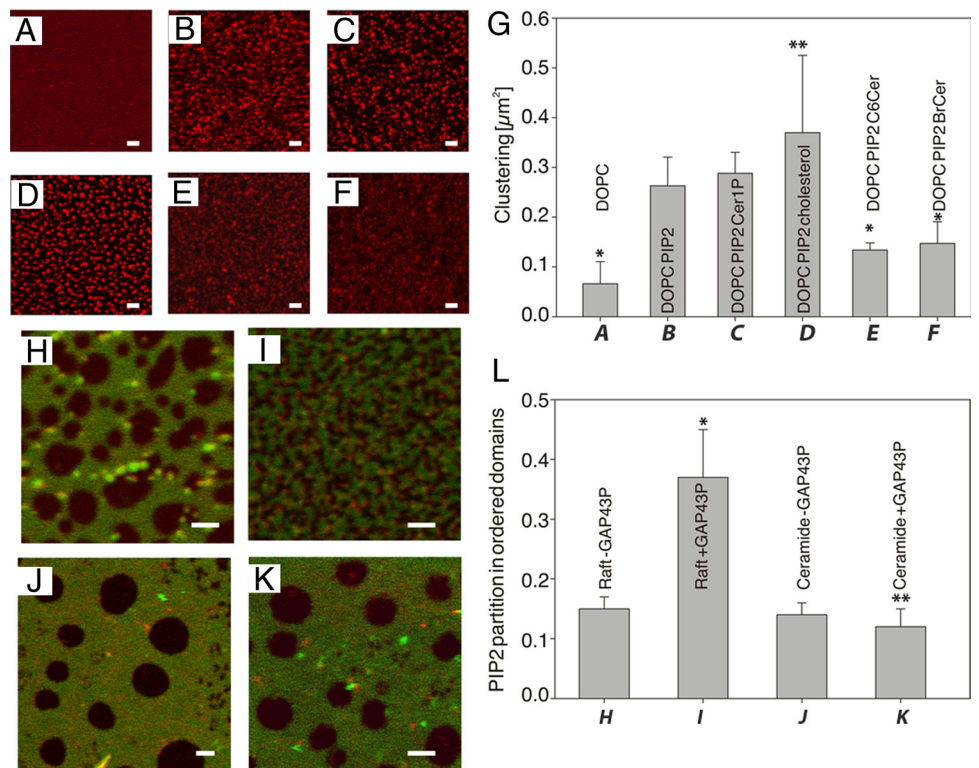 A
B
C
D
E
F
G
Clustering [µm²]
0.6
0.5
0.4
0.3
0.2
0.1
0.0
*
DOPC
DOPC PIP2
DOPC PIP2 Cer1P
**
DOPC PIP2 cholesterol
*
DOPC PIP2 C6Cer
*
DOPC PIP2 BrCer
A B C D E F
H
I
J
K
L
PIP2 partition in ordered domains
0.5
0.4
0.3
0.2
0.1
0.0
Raft -GAP43P
*
Raft +GAP43P
Ceramide -GAP43P
**
Ceramide +GAP43P
H I J K